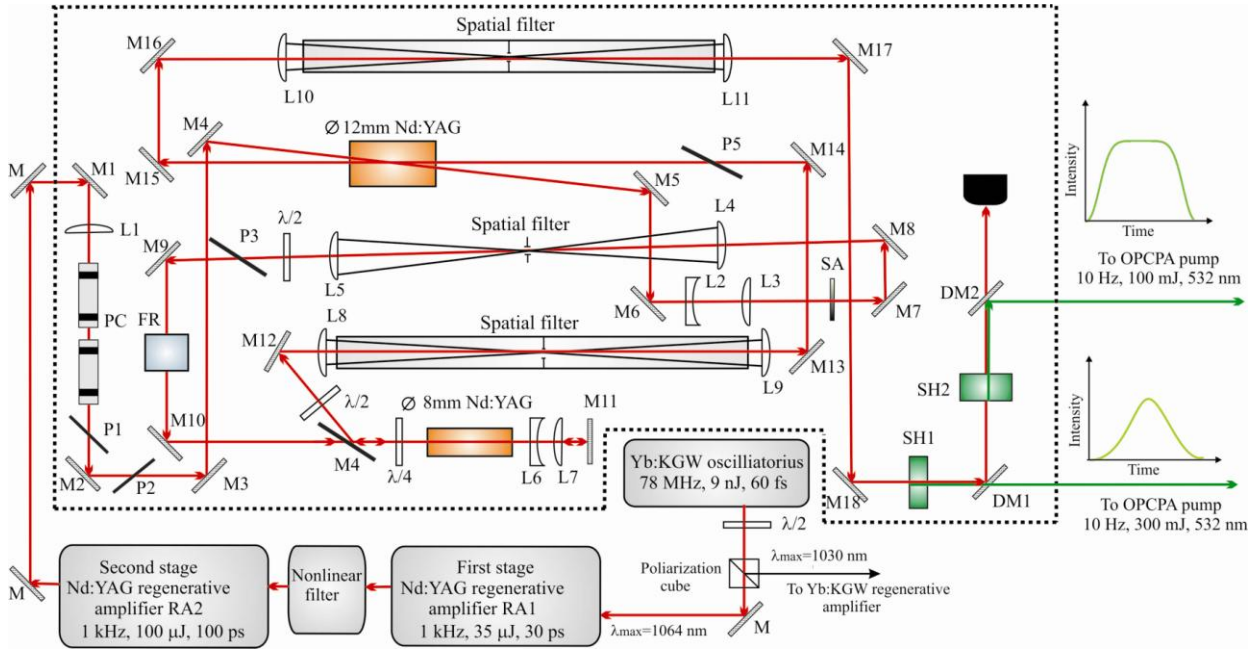 Spatial filter
M16
M17
L10
L11
M4
Ø 12mm Nd:YAG
P5
M14
M
M1
M15
M5
L1
M9
P3
λ/2
Spatial filter
L4
M8
L5
SA
L2
L3
M6
M7
PC
FR
L8
Spatial filter
M12
M13
L9
λ/2
Ø 8mm Nd:YAG
M11
M10
P1
M4
λ/4
L6
L7
M2
P2
M3
Intensity
Time
To OPCPA pump
10 Hz, 100 mJ, 532 nm
DM2
SH2
SH1
Intensity
Time
M18
DM1
To OPCPA pump
10 Hz, 300 mJ, 532 nm
Yb:KGW oscilliatorius
78 MHz, 9 nJ, 60 fs
λ/2
λmax=1030 nm
Poliarization
cube
To Yb:KGW regenerative
amplifier
M
λmax=1064 nm
M
Second stage
Nd:YAG regenerative
amplifier RA2
1 kHz, 100 μJ, 100 ps
Nonlinear
filter
First stage
Nd:YAG regenerative
amplifier RA1
1 kHz, 35 μJ, 30 ps